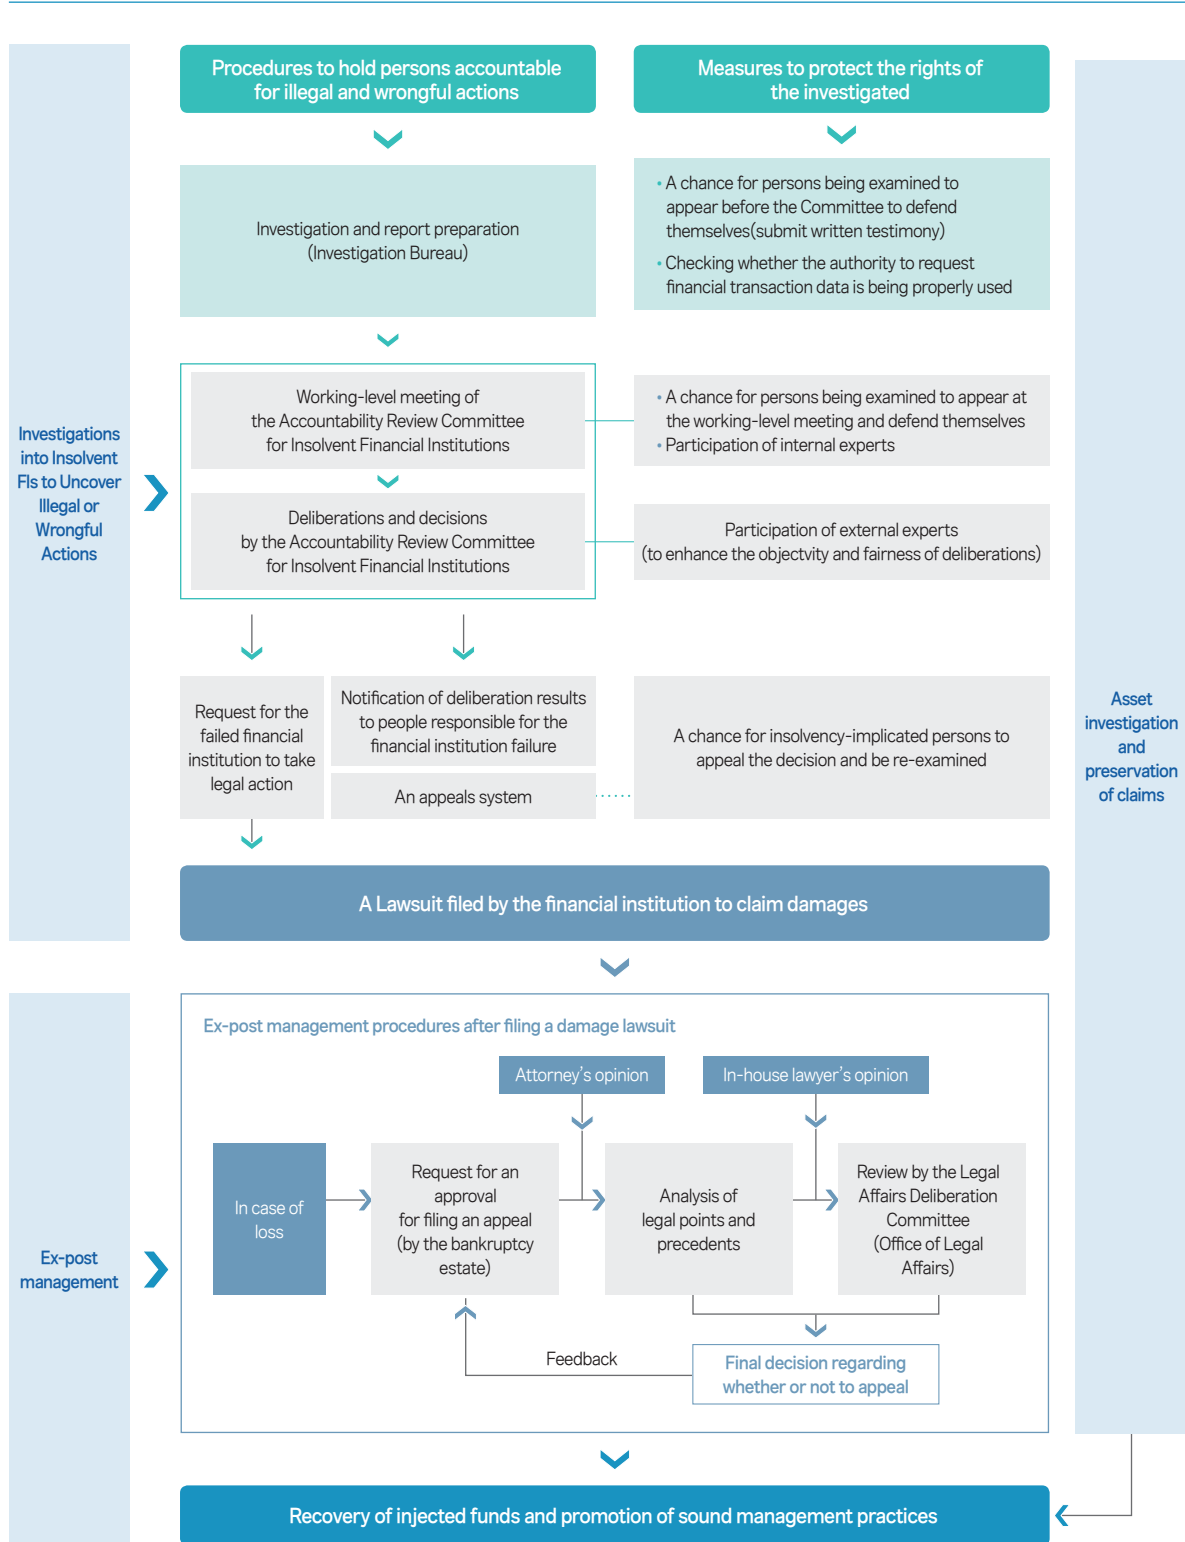 Procedures to hold persons accountable
for illegal and wrongful actions
Measures to protect the rights of
the investigated
Investigation and report preparation
(Investigation Bureau)
• A chance for persons being examined to
appear before the Committee to defend
themselves(submit written testimony)
• Checking whether the authority to request
financial transaction data is being properly used
Investigations
into Insolvent
FIs to Uncover
Illegal or
Wrongful
Actions
Working-level meeting of
the Accountability Review Committee
for Insolvent Financial Institutions
• A chance for persons being examined to appear at
the working-level meeting and defend themselves
• Participation of internal experts
Deliberations and decisions
by the Accountability Review Committee
for Insolvent Financial Institutions
Participation of external experts
(to enhance the objectvity and fairness of deliberations)
Request for the
failed financial
institution to take
legal action
Notification of deliberation results
to people responsible for the
financial institution failure
An appeals system
A chance for insolvency-implicated persons to
appeal the decision and be re-examined
Asset
investigation
and
preservation
of claims
A Lawsuit filed by the financial institution to claim damages
Ex-post
management
Ex-post management procedures after filing a damage lawsuit
Attorney's opinion
In-house lawyer's opinion
In case of
loss
Request for an
approval
for filing an appeal
(by the bankruptcy
estate)
Analysis of
legal points and
precedents
Review by the Legal
Affairs Deliberation
Committee
(Office of Legal
Affairs)
Feedback
Final decision regarding
whether or not to appeal
Recovery of injected funds and promotion of sound management practices